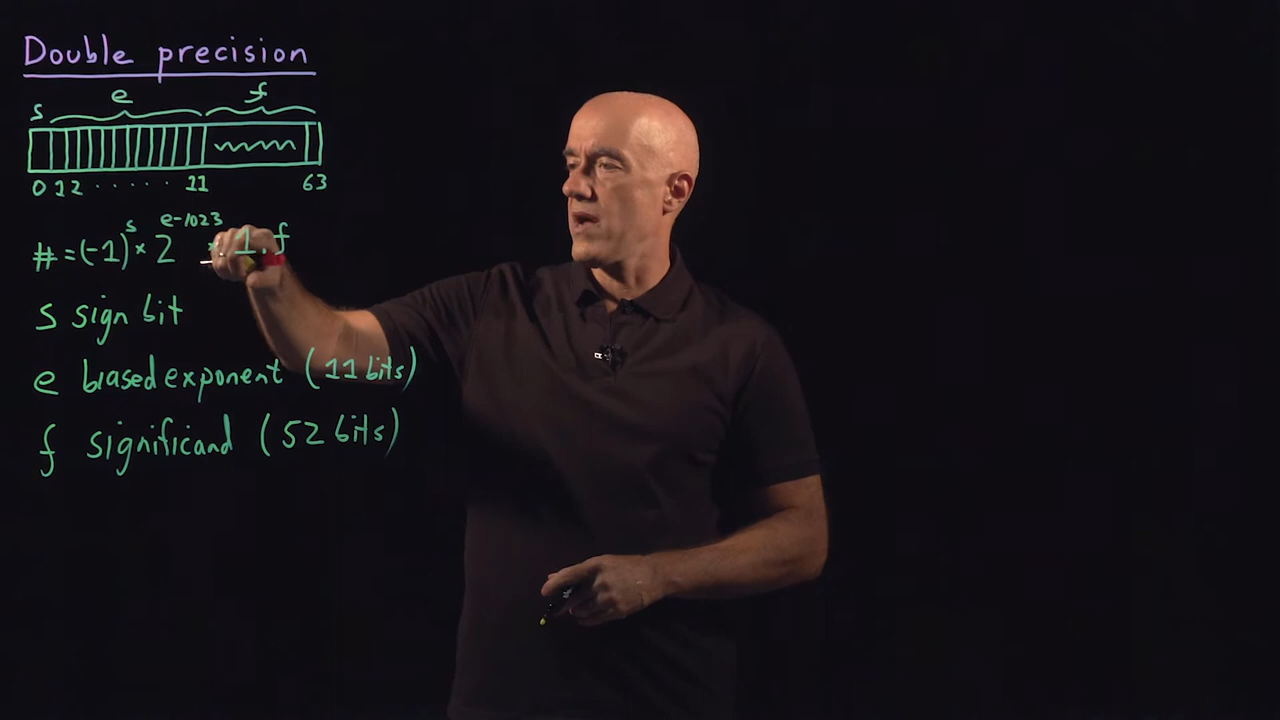 Double precision
s e f
0 1 2 . . . . . . 11 63
# = (-1)^s × 2^e-1023 × 1.f
s sign bit
e biased exponent (11 bits)
f significand (52 bits)